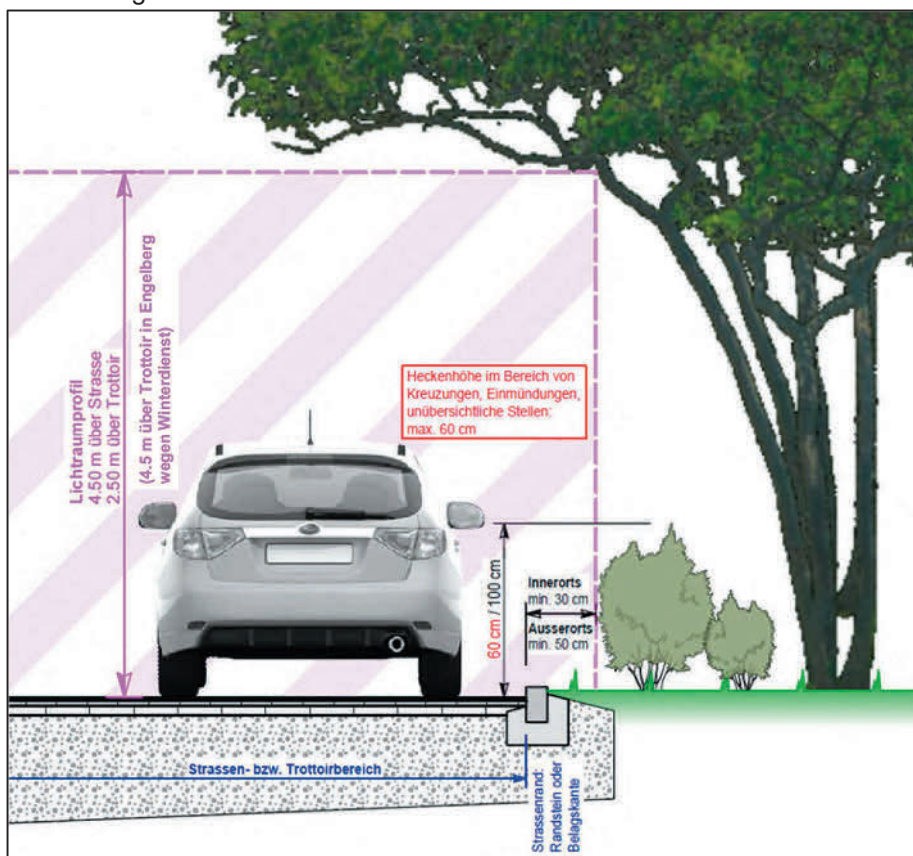 Lichtraumprofil
4.50 m über Strasse
2.50 m über Trottoir
(4.5 m über Trottoir in Engelberg
wegen Winterdienst)
Heckenhöhe im Bereich von
Kreuzungen, Einmündungen,
unübersichtliche Stellen:
max. 60 cm
60 cm / 100 cm
Innerorts
min. 30 cm
Ausserorts
min. 50 cm
Strassen- bzw. Trottoirbereich
Strassenrand:
Randstein oder
Belagskante